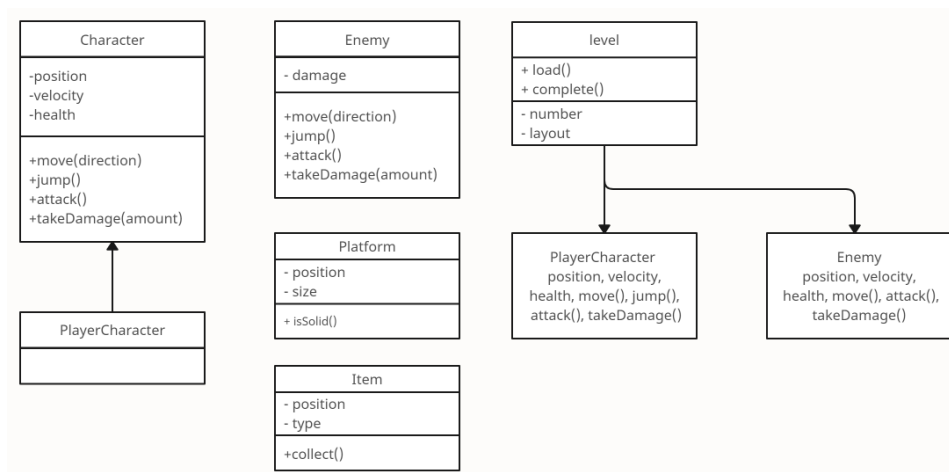 Character
-position
-velocity
-health
+move(direction)
+jump()
+attack()
+takeDamage(amount)
PlayerCharacter
Enemy
- damage
+move(direction)
+jump()
+attack()
+takeDamage(amount)
Platform
- position
- size
+ isSolid()
Item
- position
- type
+collect()
level
+ load()
+ complete()
- number
- layout
PlayerCharacter
position, velocity,
health, move(), jump(),
attack(), takeDamage()
Enemy
position, velocity,
health, move(), attack(),
takeDamage()